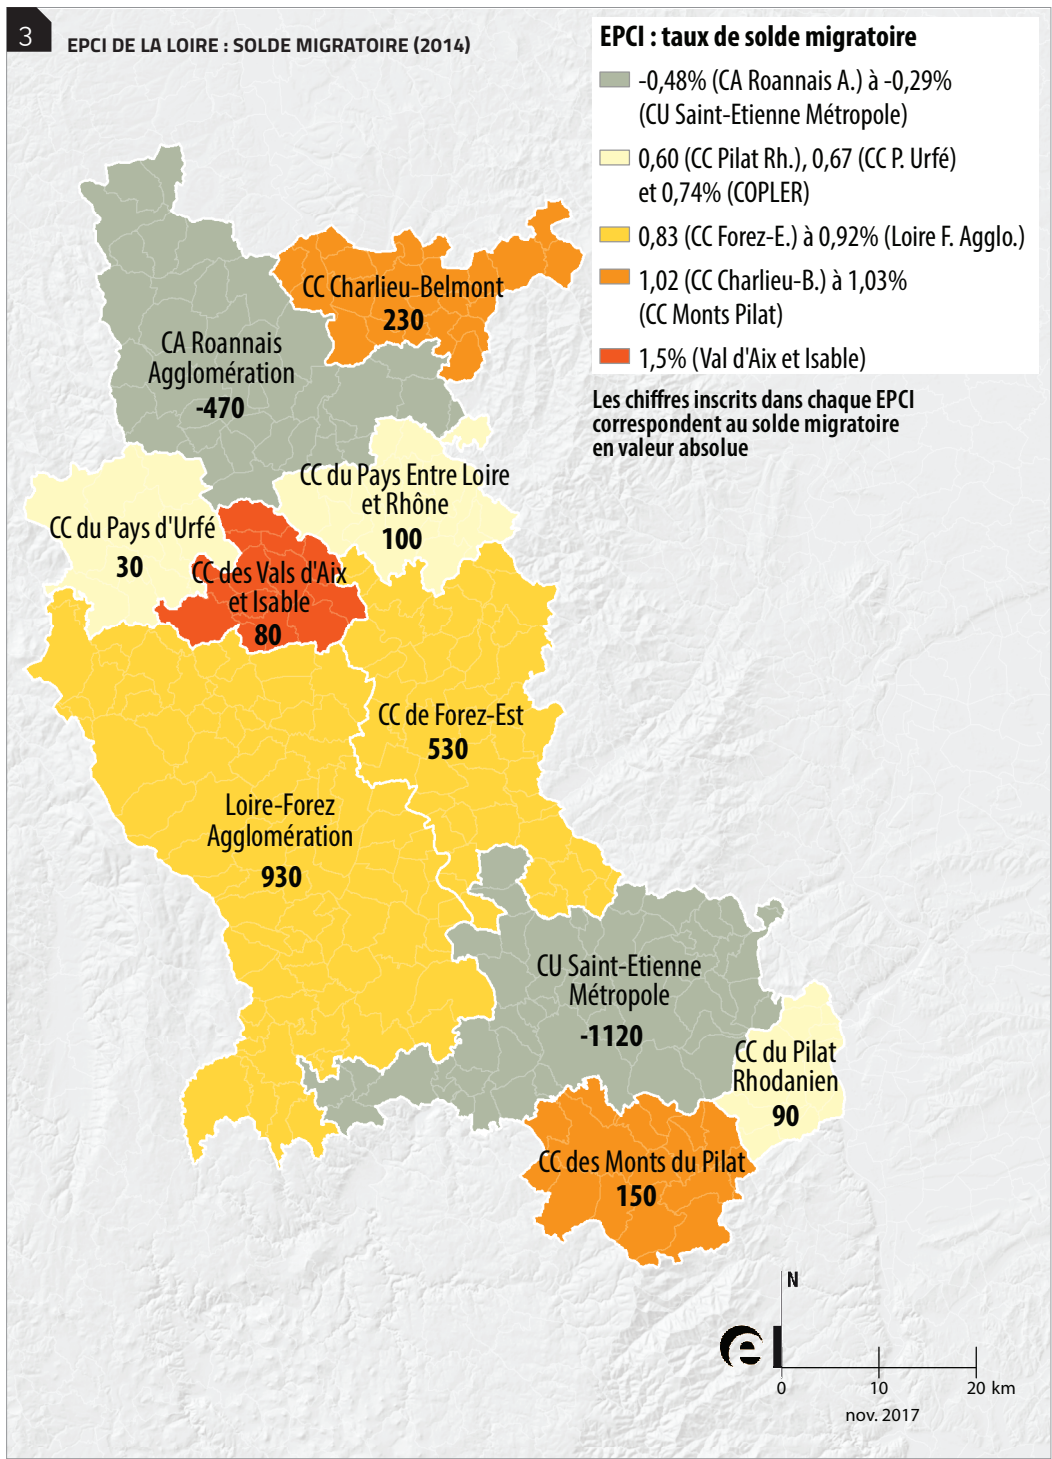 3
EPCI DE LA LOIRE : SOLDE MIGRATOIRE (2014)
EPCI : taux de solde migratoire
-0,48% (CA Roannais A.) à -0,29%
(CU Saint-Etienne Métropole)
0,60 (CC Pilat Rh.), 0,67 (CC P. Urfé)
et 0,74% (COPLER)
0,83 (CC Forez-E.) à 0,92% (Loire F. Agglo.)
1,02 (CC Charlieu-B.) à 1,03%
(CC Monts Pilat)
1,5% (Val d'Aix et Isable)
Les chiffres inscrits dans chaque EPCI
correspondent au solde migratoire
en valeur absolue
CC Charlieu-Belmont
230
CA Roannais
Agglomération
-470
CC du Pays Entre Loire
et Rhône
100
CC du Pays d'Urfé
30
CC des Vals d'Aix
et Isable
80
CC de Forez-Est
530
Loire-Forez
Agglomération
930
CU Saint-Etienne
Métropole
-1120
CC du Pilat
Rhodanien
90
CC des Monts du Pilat
150
N
e
0 10 20 km
nov. 2017